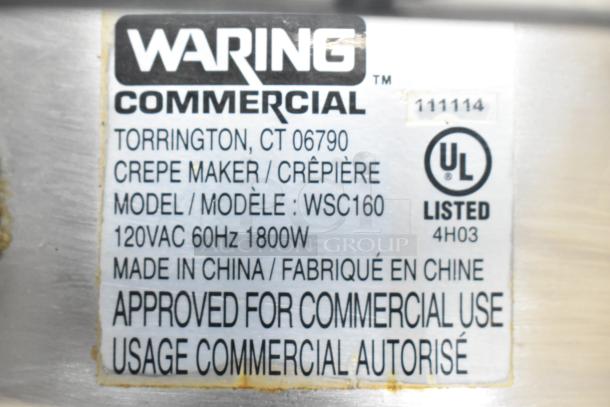 WARING
™
COMMERCIAL
111114
TORRINGTON, CT 06790
CREPE MAKER / CRÊPIÈRE
MODEL / MODÈLE : WSC160
120VAC 60Hz 1800W
UL
®
LISTED
4H03
MADE IN CHINA / FABRIQUÉ EN CHINE
APPROVED FOR COMMERCIAL USE
USAGE COMMERCIAL AUTORISÉ
GROUP